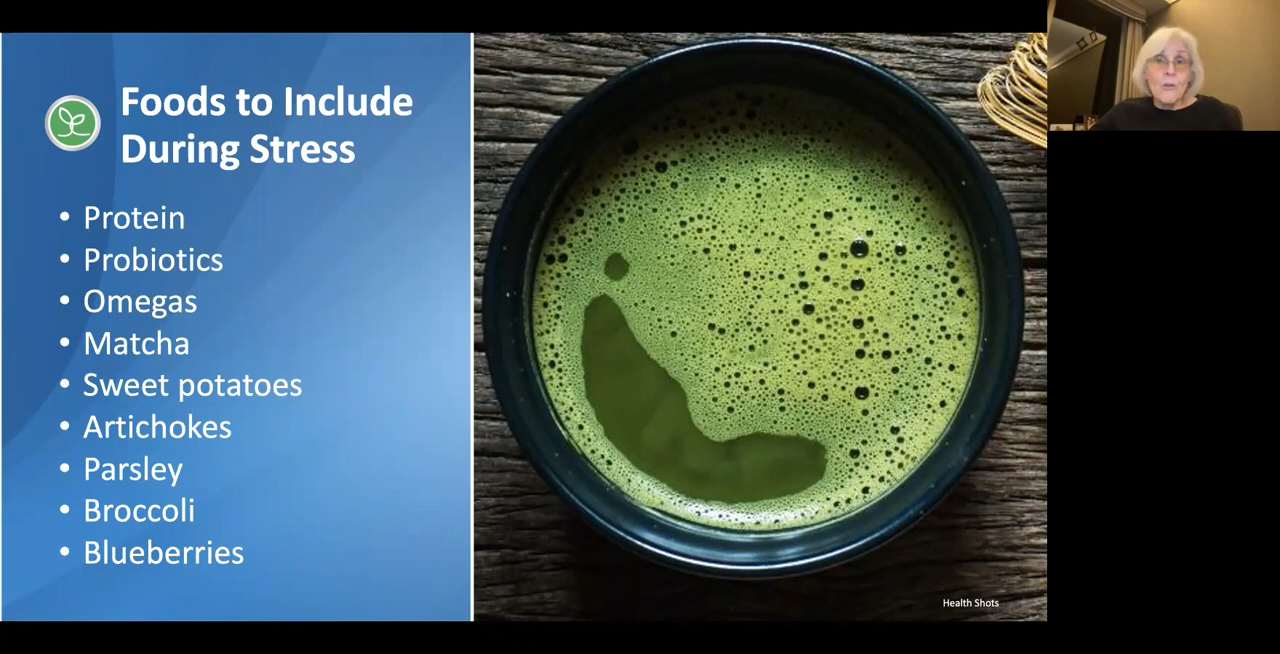 Foods to Include
During Stress
• Protein
• Probiotics
• Omegas
• Matcha
• Sweet potatoes
• Artichokes
• Parsley
• Broccoli
• Blueberries
Health Shots